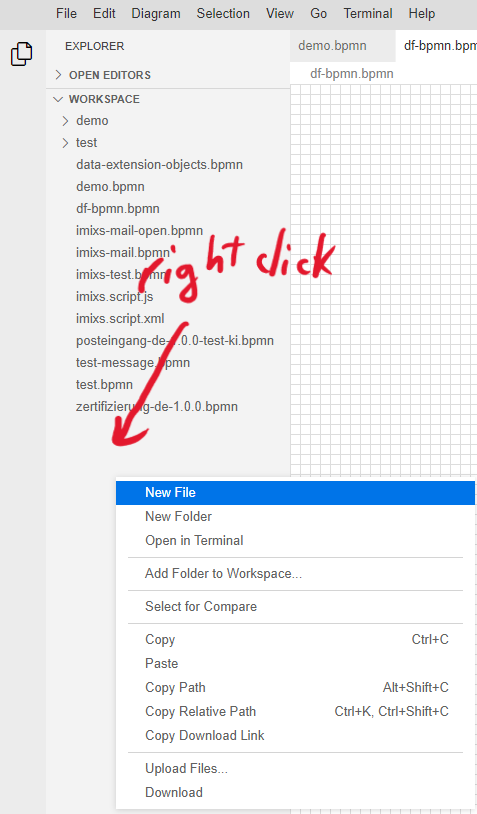 File Edit Diagram Selection View Go Terminal Help
EXPLORER
demo.bpmn df-bpmn.bpm
OPEN EDITORS
df-bpmn.bpmn
WORKSPACE
demo
test
data-extension-objects.bpmn
demo.bpmn
df-bpmn.bpmn
imixs-mail-open.bpmn
imixs-mail.bpmn
right click
imixs-test.bpmn
imixs.script.js
imixs.script.xml
posteingang-de-1.0.0-test-ki.bpmn
test-message.bpmn
test.bpmn
zertifizierung-de-1.0.0.bpmn
New File
New Folder
Open in Terminal
Add Folder to Workspace...
Select for Compare
Copy Ctrl+C
Paste
Copy Path Alt+Shift+C
Copy Relative Path Ctrl+K, Ctrl+Shift+C
Copy Download Link
Upload Files...
Download